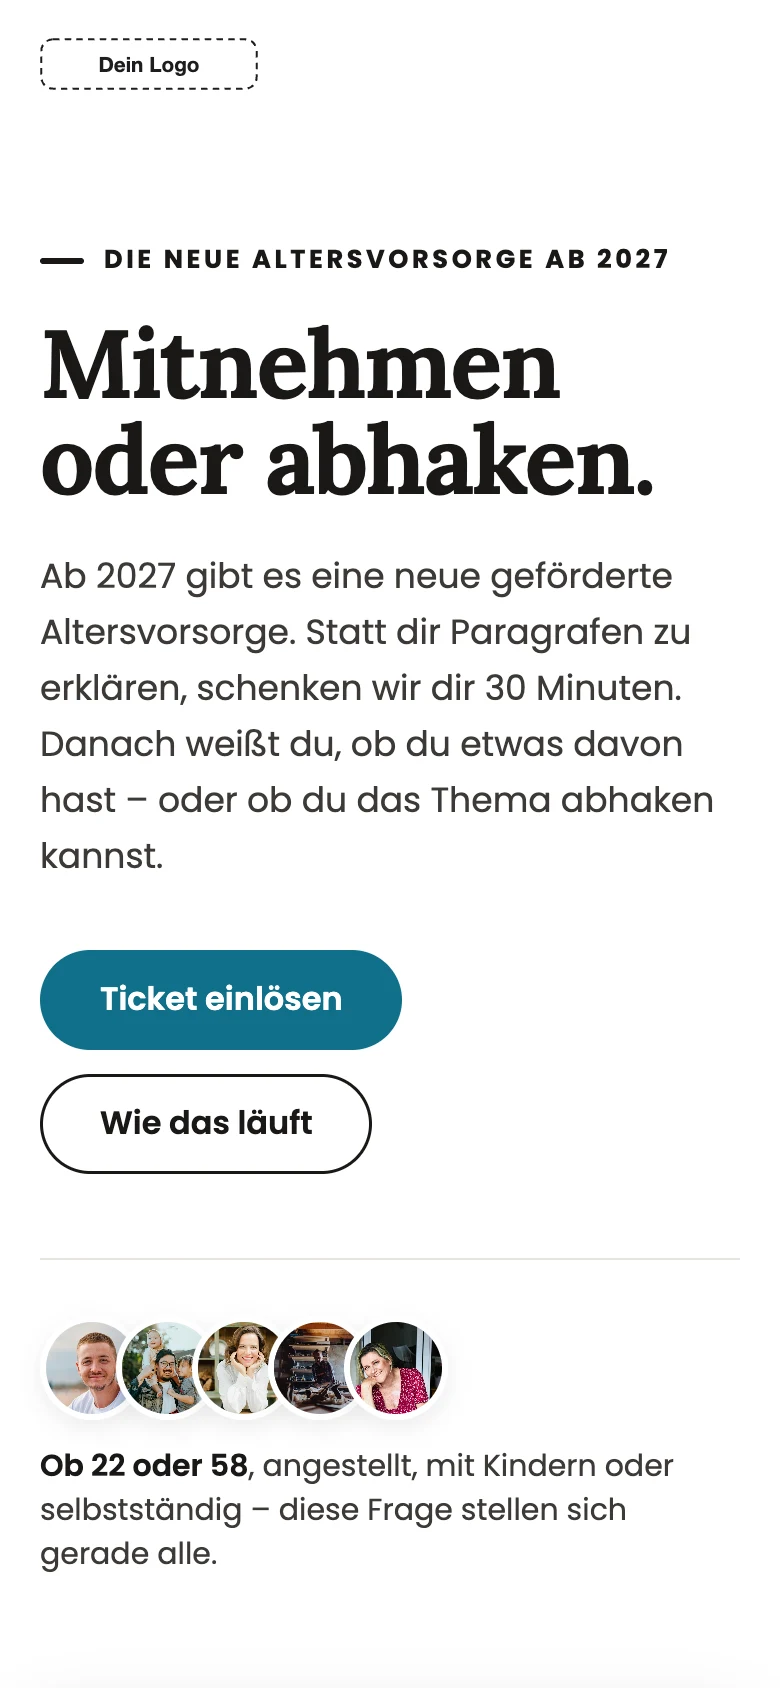 Dein Logo
DIE NEUE ALTERSVORSORGE AB 2027
Mitnehmen
oder abhaken.
Ab 2027 gibt es eine neue geförderte
Altersvorsorge. Statt dir Paragrafen zu
erklären, schenken wir dir 30 Minuten.
Danach weißt du, ob du etwas davon
hast – oder ob du das Thema abhaken
kannst.
Ticket einlösen
Wie das läuft
Ob 22 oder 58, angestellt, mit Kindern oder
selbstständig – diese Frage stellen sich
gerade alle.